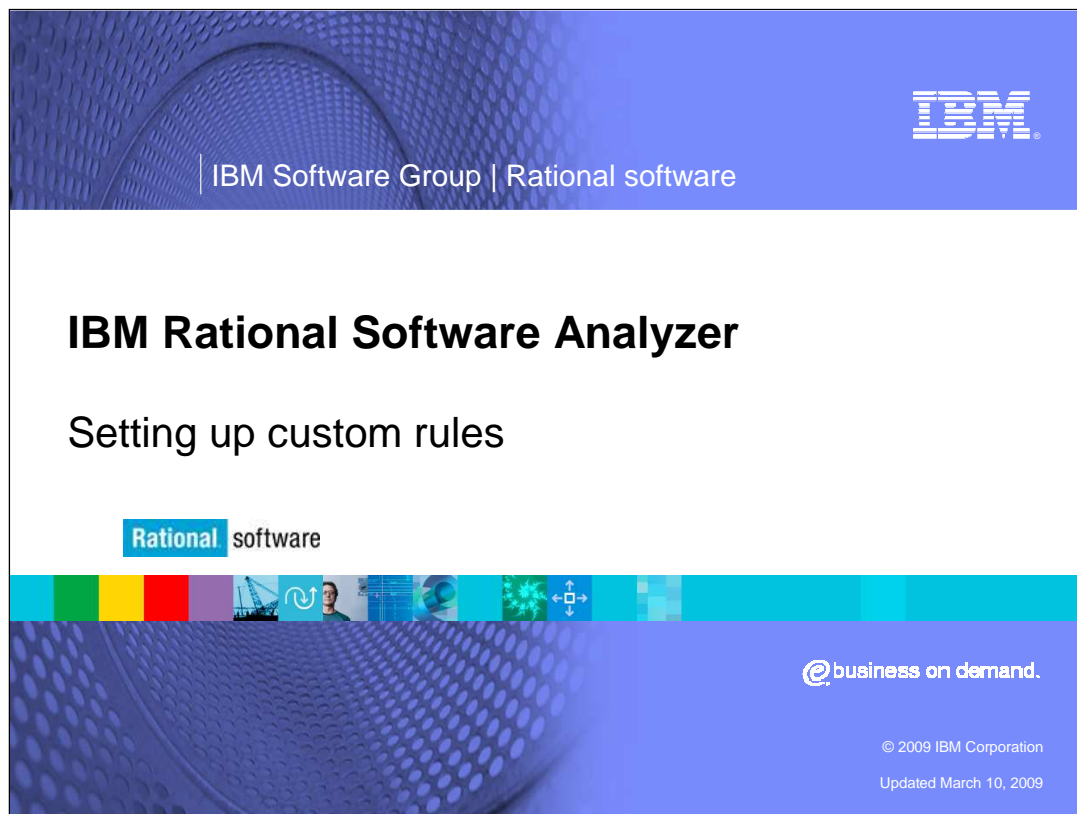 IBM®
IBM Software Group | Rational software
IBM Rational Software Analyzer
Setting up custom rules
Rational software
e business on demand.
© 2009 IBM Corporation
Updated March 10, 2009